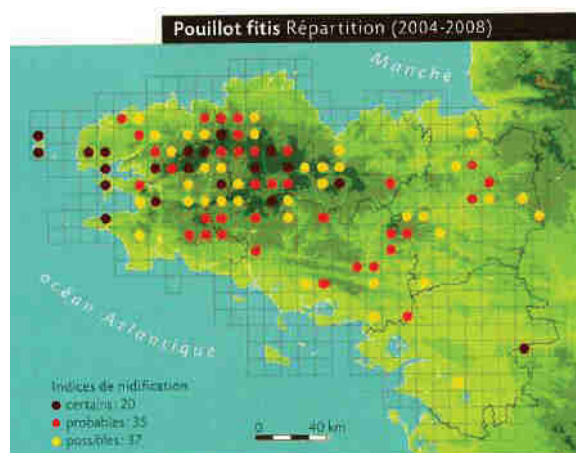 Pouillot fitis Répartition (2004-2008)
Manche
océan Atlantique
Indices de nidification
certains: 20
probables: 35
possibles: 37
0 40 km